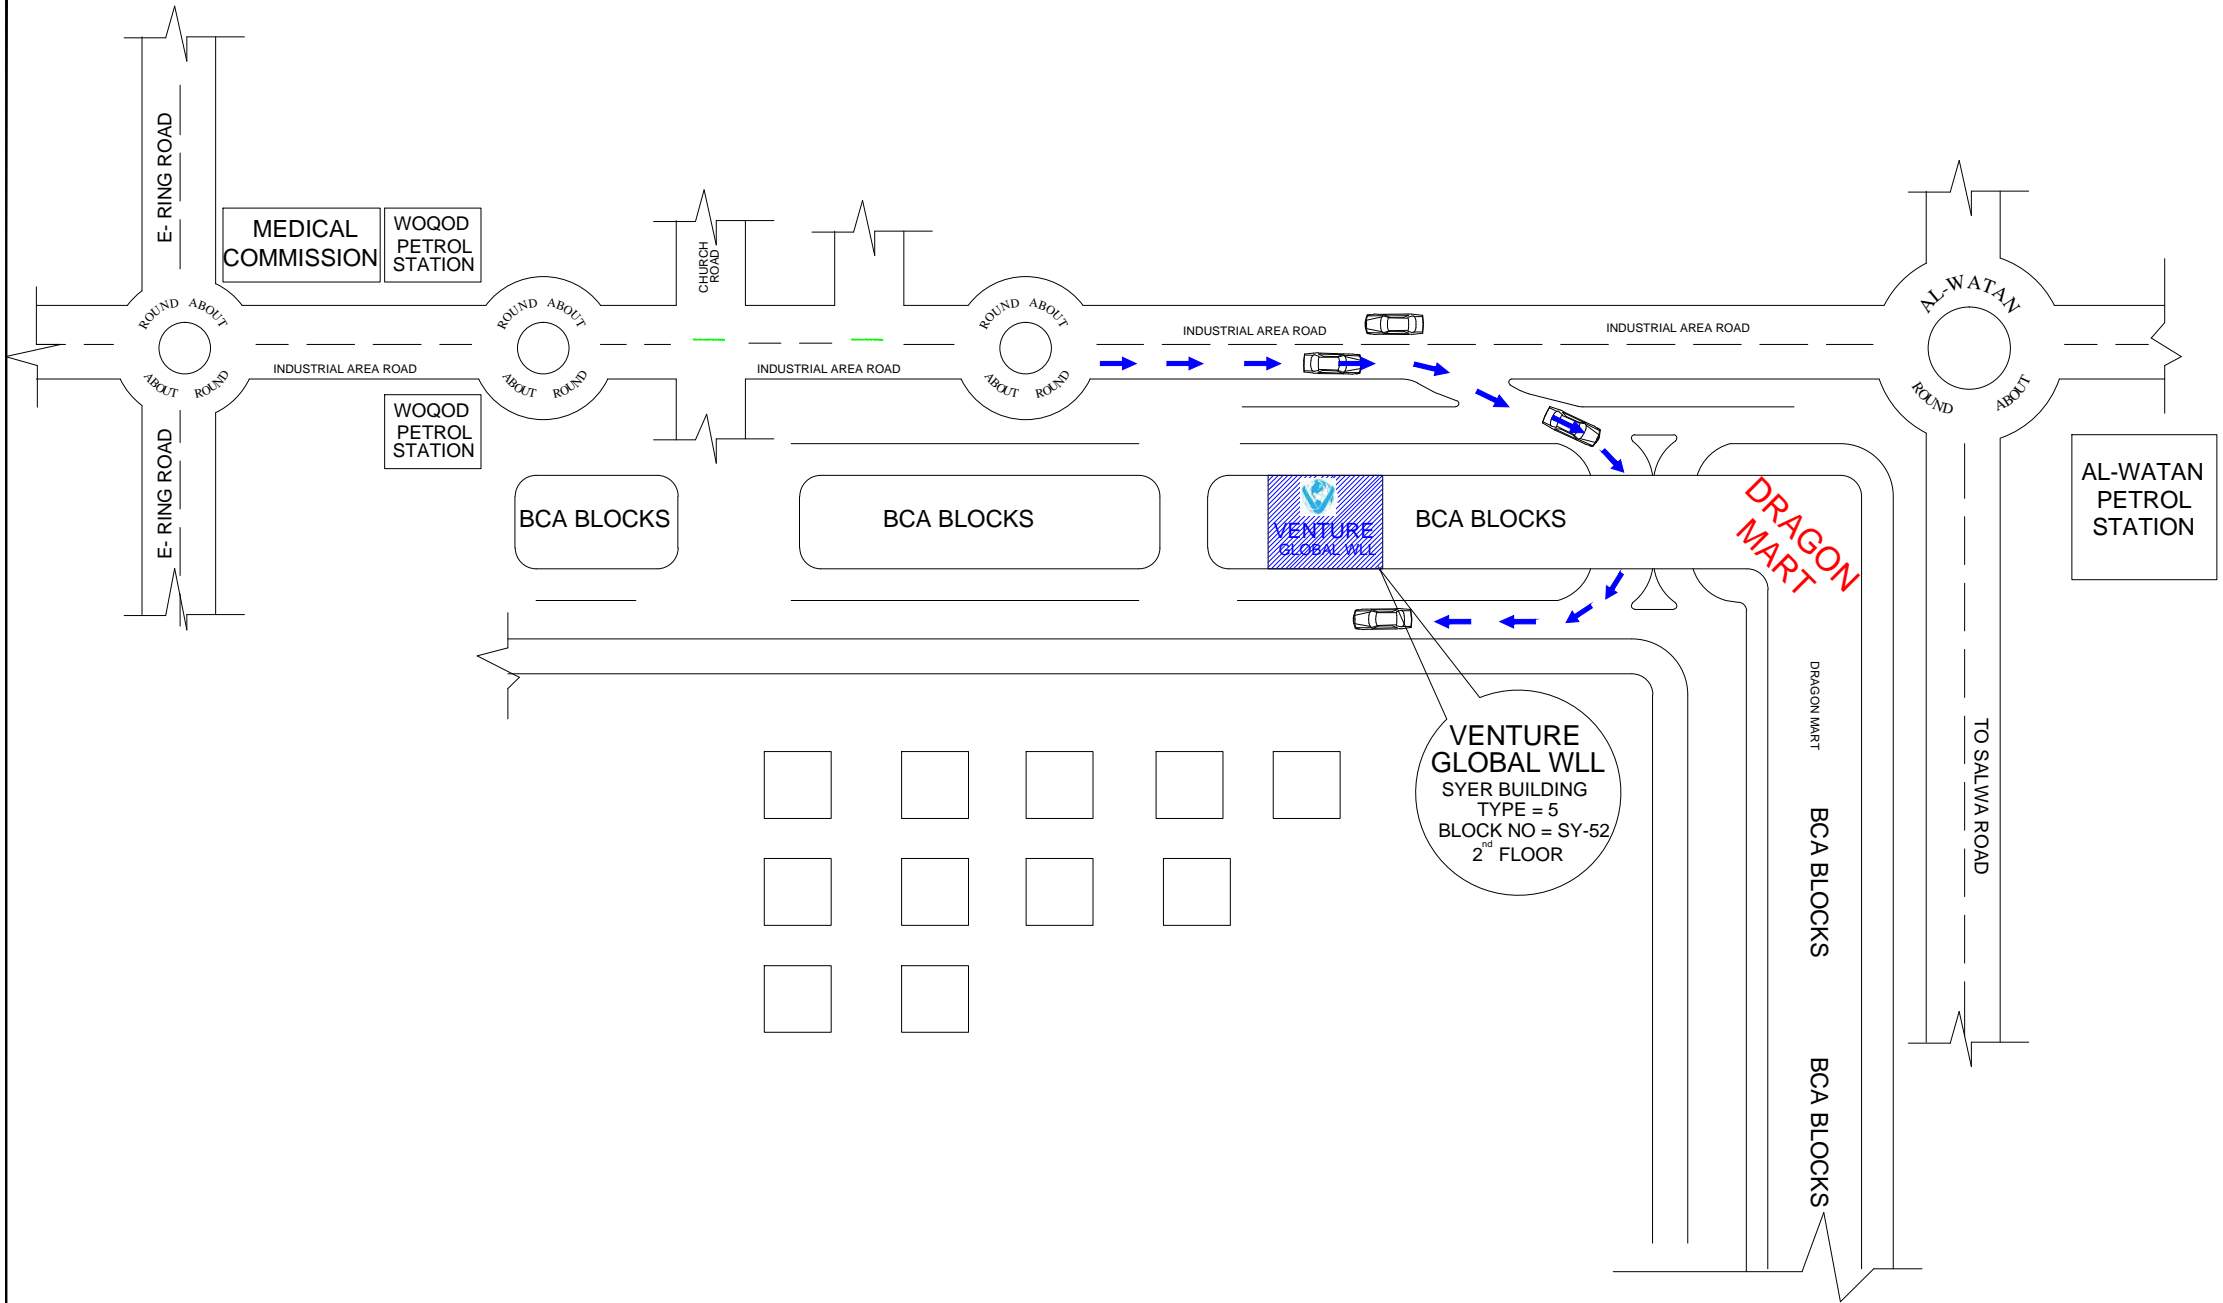 E- RING ROAD
MEDICAL
COMMISSION
WOQOD
PETROL
STATION
CHURCH
ROAD
ROUND ABOUT
ROUND ABOUT
ROUND ABOUT
AL-WATAN
INDUSTRIAL AREA ROAD
INDUSTRIAL AREA ROAD
INDUSTRIAL AREA ROAD
INDUSTRIAL AREA ROAD
ABOUT ROUND
ABOUT ROUND
ABOUT ROUND
ROUND ABOUT
E- RING ROAD
WOQOD
PETROL
STATION
BCA BLOCKS
BCA BLOCKS
VENTURE
GLOBAL WLL
BCA BLOCKS
DRAGON
MART
AL-WATAN
PETROL
STATION
DRAGON MART
VENTURE
GLOBAL WLL
SYER BUILDING
TYPE = 5
BLOCK NO = SY-52
2nd FLOOR
TO SALWA ROAD
BCA BLOCKS
BCA BLOCKS